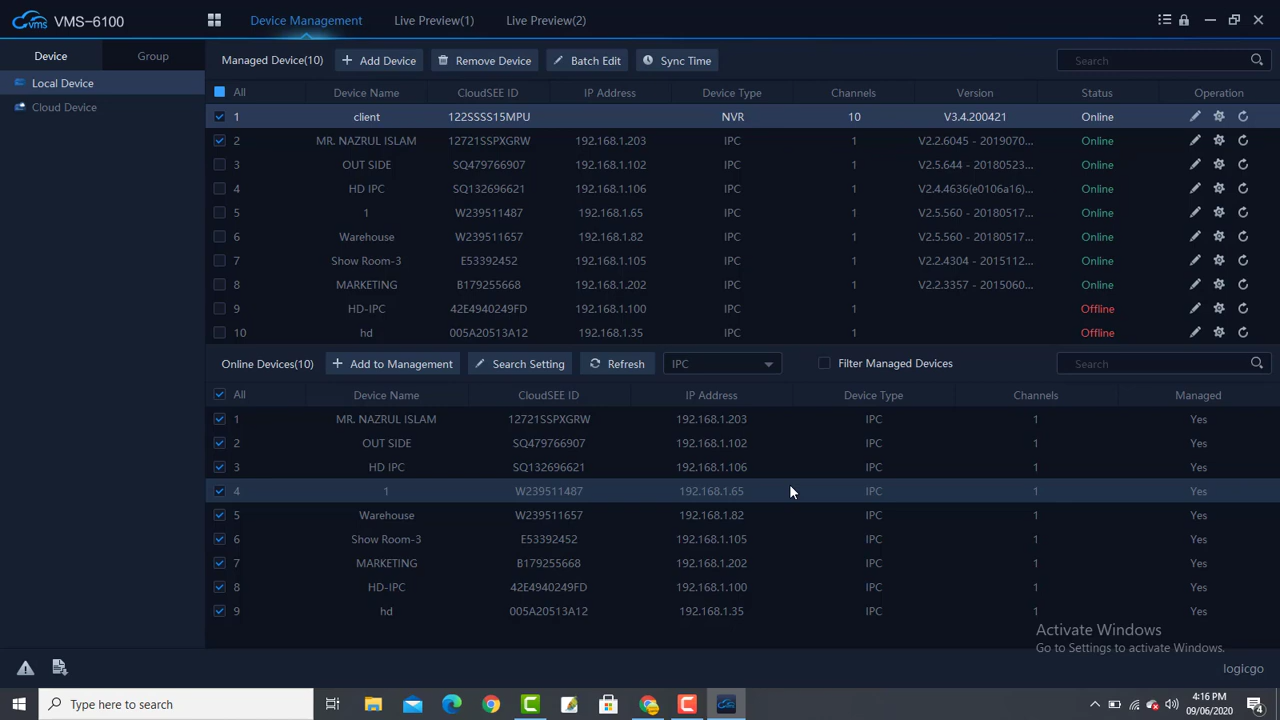 VMS-6100
Device Management Live Preview(1) Live Preview(2)
Device Group
Managed Device(10) Add Device Remove Device Batch Edit Sync Time Search
Local Device
Cloud Device
All Device Name CloudSEE ID IP Address Device Type Channels Version Status Operation
1 client 122SSSS15MPU NVR 10 V3.4.200421 Online
2 MR. NAZRUL ISLAM 12721SSPXGRW 192.168.1.203 IPC 1 V2.2.6045 - 2019070... Online
3 OUT SIDE SQ479766907 192.168.1.102 IPC 1 V2.5.644 - 20180523... Online
4 HD IPC SQ132696621 192.168.1.106 IPC 1 V2.4.4636(e0106a16)... Online
5 1 W239511487 192.168.1.65 IPC 1 V2.5.560 - 20180517... Online
6 Warehouse W239511657 192.168.1.82 IPC 1 V2.5.560 - 20180517... Online
7 Show Room-3 E53392452 192.168.1.105 IPC 1 V2.2.4304 - 2015112... Online
8 MARKETING B179255668 192.168.1.202 IPC 1 V2.2.3357 - 2015060... Online
9 HD-IPC 42E4940249FD 192.168.1.100 IPC 1 Offline
10 hd 005A20513A12 192.168.1.35 IPC 1 Offline
Online Devices(10) Add to Management Search Setting Refresh IPC Filter Managed Devices Search
All Device Name CloudSEE ID IP Address Device Type Channels Managed
1 MR. NAZRUL ISLAM 12721SSPXGRW 192.168.1.203 IPC 1 Yes
2 OUT SIDE SQ479766907 192.168.1.102 IPC 1 Yes
3 HD IPC SQ132696621 192.168.1.106 IPC 1 Yes
4 1 W239511487 192.168.1.65 IPC 1 Yes
5 Warehouse W239511657 192.168.1.82 IPC 1 Yes
6 Show Room-3 E53392452 192.168.1.105 IPC 1 Yes
7 MARKETING B179255668 192.168.1.202 IPC 1 Yes
8 HD-IPC 42E4940249FD 192.168.1.100 IPC 1 Yes
9 hd 005A20513A12 192.168.1.35 IPC 1 Yes
Activate Windows
Go to Settings to activate Windows.
logicgo
Type here to search
4:16 PM
09/06/2020
4